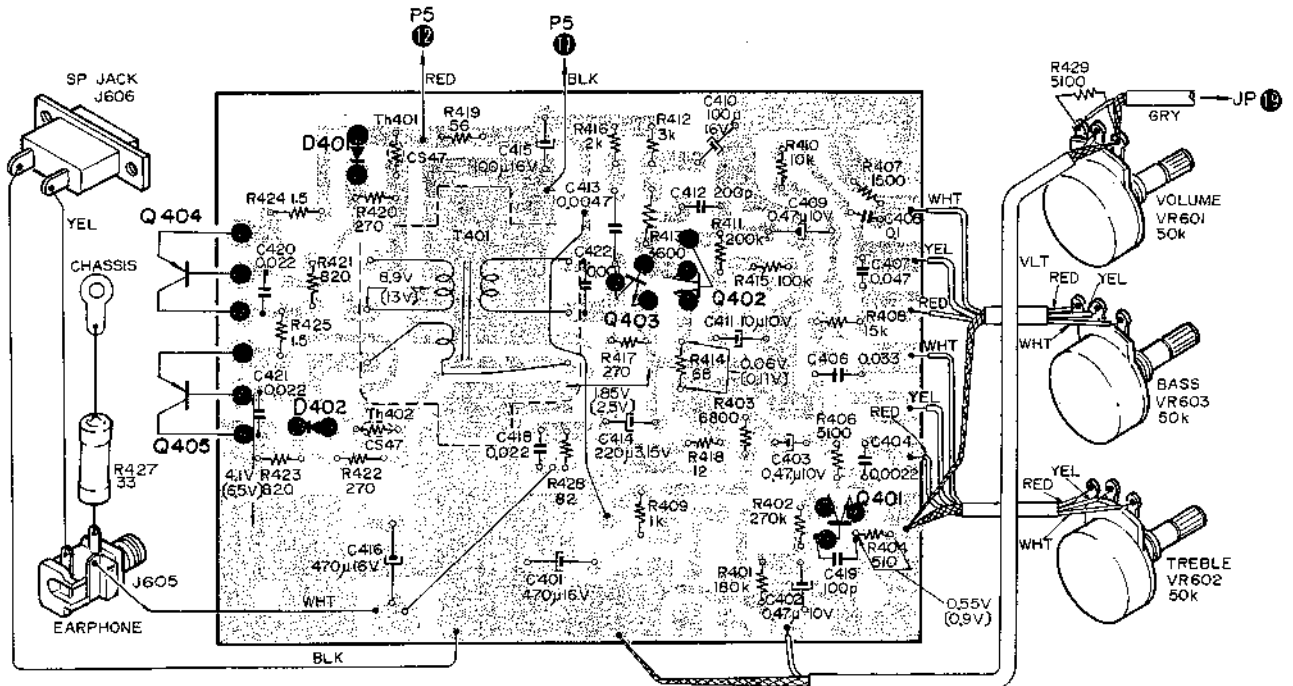 P5
12
RED
P5
11
BLK
SP JACK
J606
YEL
CHASSIS
R427
33
J605
EARPHONE
Q404
Q405
D401
Th401
CS47
R419
56
C415
100μ16V
R416
2k
R412
3k
C410
100μ
16V
R410
10k
R407
1500
R424 1.5
R420
270
C413
0.0047
C412 200p
C409
0.47μ10V
0.1
C420
0.022
R421
820
T401
8.9V
(13V)
C422
R413
3600
R411
200k
R415 100k
C407
0.047
Q403
Q402
R425
1.5
C411 10μ10V
R408
15k
R417
270
R414
68
0.06V
(0.11V)
C406
0.033
C421
0.022
D402
Th402
CS47
1.85V
(2.5V)
R403
6800
C418
0.022
C414
220μ3.15V
R418
12
R406
5100
C403
0.47μ10V
C404
0.0022
4.1V
(6.5V)
R423
820
R422
270
R428
82
R409
1k
R402
270k
Q401
C416
470μ16V
C401
470μ16V
R401
180k
R404
510
C419
100p
C402
0.47μ10V
0.55V
(0.9V)
WHT
BLK
WHT
YEL
RED
WHT
YEL
RED
R429
5100
GRY
JP 19
VOLUME
VR601
50k
VLT
RED
YEL
WHT
BASS
VR603
50k
YEL
RED
WHT
TREBLE
VR602
50k